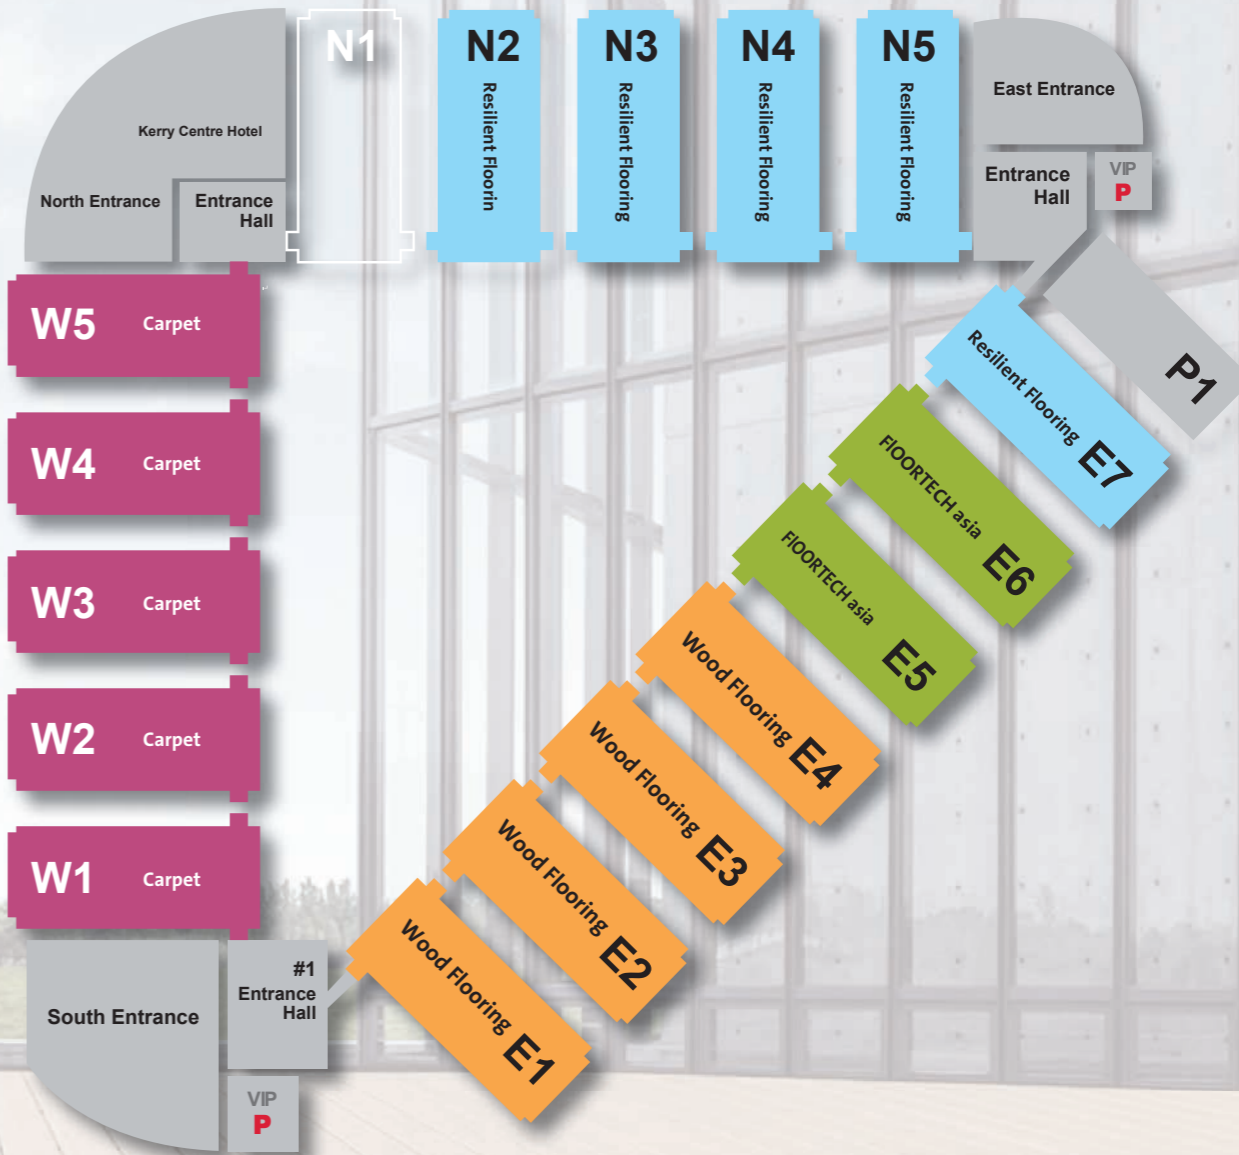 N1
N2
Resilient Floorin
N3
Resilient Flooring
N4
Resilient Flooring
N5
Resilient Flooring
Kerry Centre Hotel
North Entrance
Entrance
Hall
East Entrance
Entrance
Hall
VIP
P
P1
W5 Carpet
W4 Carpet
W3 Carpet
W2 Carpet
W1 Carpet
Resilient Flooring E7
FlOORTECH asia E6
FlOORTECH asia E5
Wood Flooring E4
Wood Flooring E3
Wood Flooring E2
Wood Flooring E1
South Entrance
#1
Entrance
Hall
VIP
P